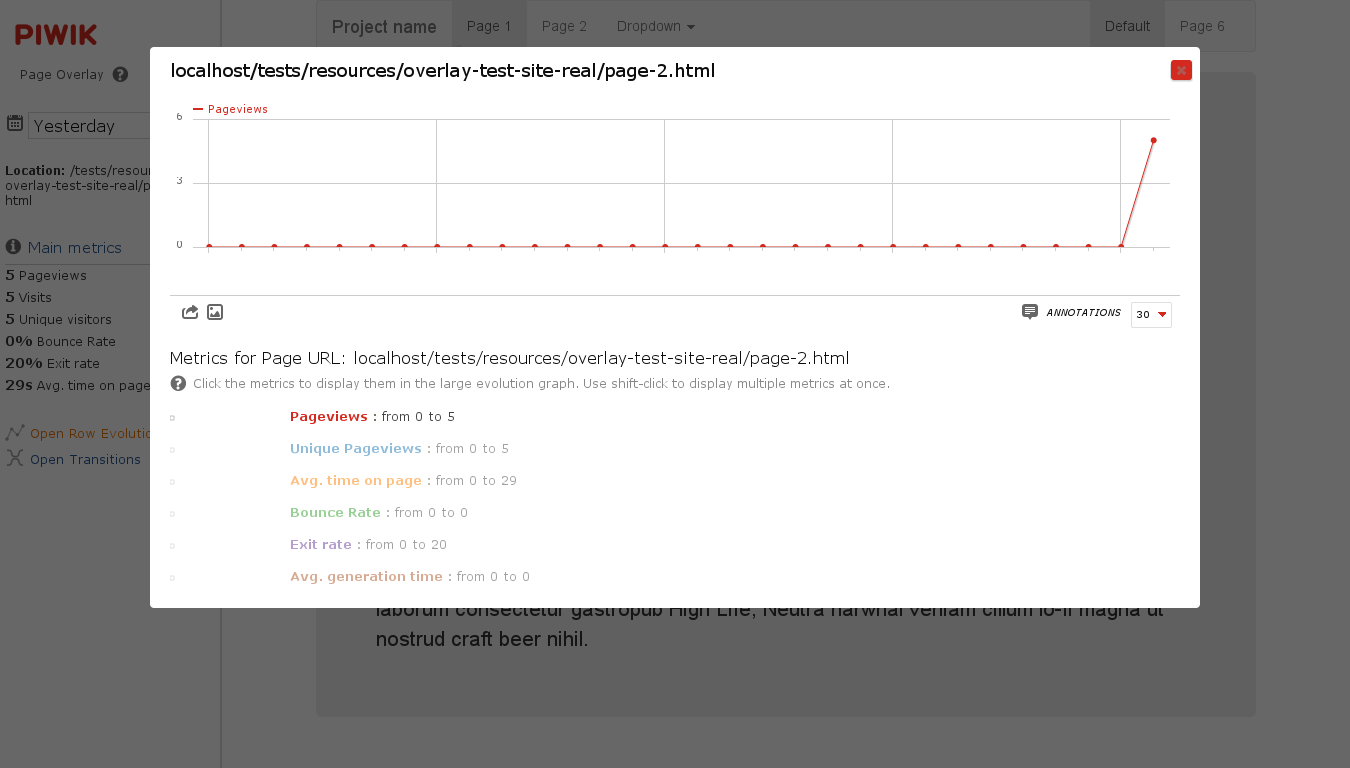 PIWIK
Page Overlay
Yesterday
Location: /tests/resour
overlay-test-site-real/p
html
Main metrics
5 Pageviews
5 Visits
5 Unique visitors
0% Bounce Rate
20% Exit rate
29s Avg. time on page
Open Row Evolutio
Open Transitions
Project name Page 1 Page 2 Dropdown Default Page 6
localhost/tests/resources/overlay-test-site-real/page-2.html
Pageviews
6
3
0
ANNOTATIONS 30
Metrics for Page URL: localhost/tests/resources/overlay-test-site-real/page-2.html
Click the metrics to display them in the large evolution graph. Use shift-click to display multiple metrics at once.
Pageviews : from 0 to 5
Unique Pageviews : from 0 to 5
Avg. time on page : from 0 to 29
Bounce Rate : from 0 to 0
Exit rate : from 0 to 20
Avg. generation time : from 0 to 0
laborum consectetur gastropub High Life, Neutra narwhal veniam cillum lo-fi magna ut
nostrud craft beer nihil.